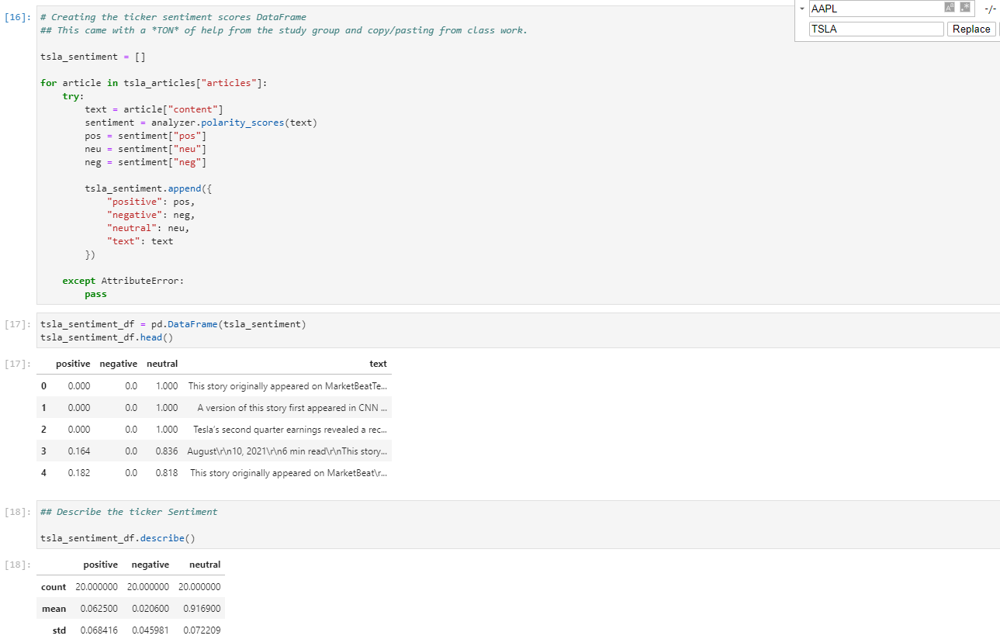 AAPL
-/-
TSLA Replace
[16]: # Creating the ticker sentiment scores DataFrame
## This came with a *TON* of help from the study group and copy/pasting from class work.
tsla_sentiment = []
for article in tsla_articles["articles"]:
    try:
        text = article["content"]
        sentiment = analyzer.polarity_scores(text)
        pos = sentiment["pos"]
        neu = sentiment["neu"]
        neg = sentiment["neg"]
        tsla_sentiment.append({
            "positive": pos,
            "negative": neg,
            "neutral": neu,
            "text": text
        })
    except AttributeError:
        pass
[17]: tsla_sentiment_df = pd.DataFrame(tsla_sentiment)
tsla_sentiment_df.head()
[17]: positive negative neutral text
0 0.000 0.0 1.000 This story originally appeared on MarketBeatTe...
1 0.000 0.0 1.000 A version of this story first appeared in CNN ...
2 0.000 0.0 1.000 Tesla’s second quarter earnings revealed a rec...
3 0.164 0.0 0.836 August\r\n10, 2021\r\n6 min read\r\nThis story...
4 0.182 0.0 0.818 This story originally appeared on MarketBeat\r...
[18]: ## Describe the ticker Sentiment
tsla_sentiment_df.describe()
[18]: positive negative neutral
count 20.000000 20.000000 20.000000
mean 0.062500 0.020600 0.916900
std 0.068416 0.045981 0.072209